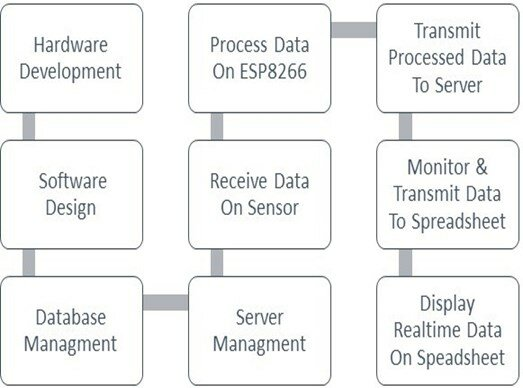 Hardware
Development
Software
Design
Database
Managment
Server
Managment
Receive Data
On Sensor
Process Data
On ESP8266
Transmit
Processed Data
To Server
Monitor &
Transmit Data
To Spreadsheet
Display
Realtime Data
On Speadsheet